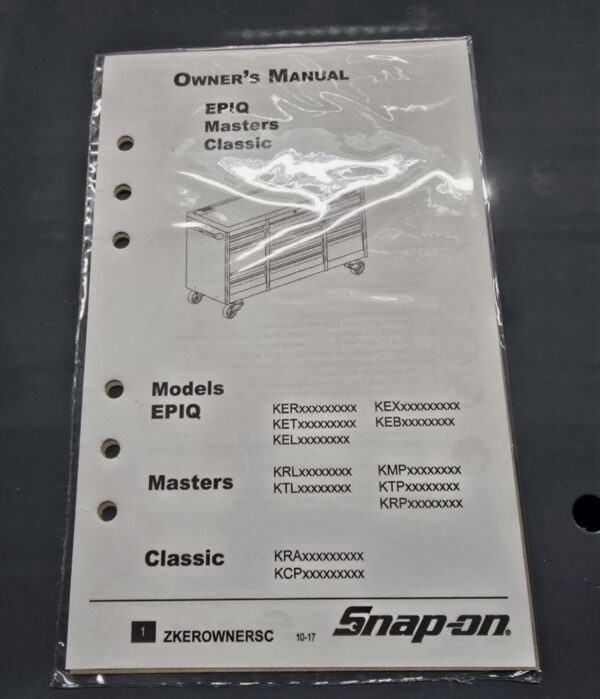 OWNER'S MANUAL
EPIQ
Masters
Classic
Models
EPIQ KERxxxxxxxxx KEXxxxxxxxxx
KETxxxxxxxxx KEBxxxxxxxx
KELxxxxxxxx
Masters KRLxxxxxxxx KMPxxxxxxxx
KTLxxxxxxxx KTPxxxxxxxx
KRPxxxxxxxx
Classic KRAxxxxxxxxx
KCPxxxxxxxxx
1 ZKEROWNERSC 10-17 Snap-on®